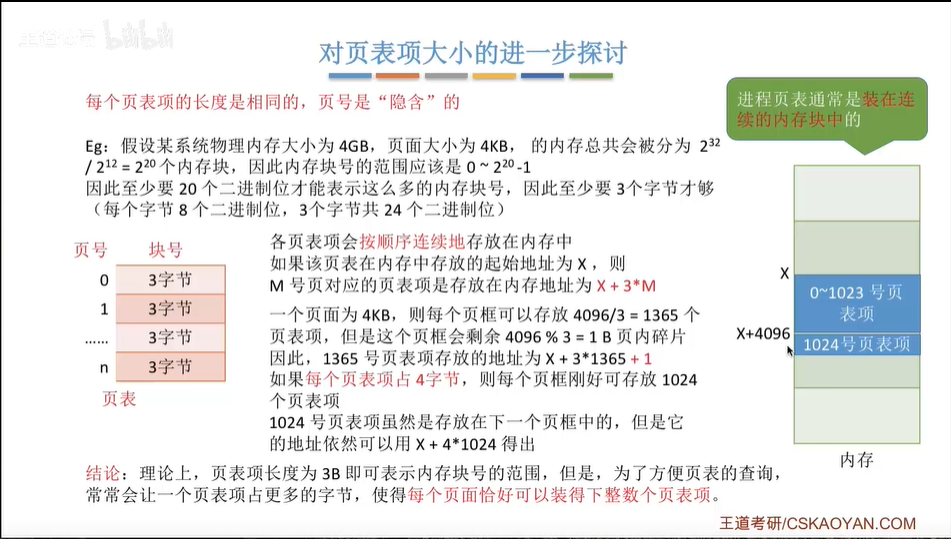 王道考研 bilibili
对页表项大小的进一步探讨
每个页表项的长度是相同的，页号是“隐含”的
进程页表通常是装在连
续的内存块中的
Eg：假设某系统物理内存大小为 4GB，页面大小为 4KB， 的内存总共会被分为 2³²
/ 2¹² = 2²⁰ 个内存块，因此内存块号的范围应该是 0 ~ 2²⁰ -1
因此至少要 20 个二进制位才能表示这么多的内存块号，因此至少要 3个字节才够
（每个字节 8 个二进制位，3个字节共 24 个二进制位）
页号 块号
0 3字节
1 3字节
…… 3字节
n 3字节
页表
各页表项会按顺序连续地存放在内存中
如果该页表在内存中存放的起始地址为 X ，则
M 号页对应的页表项是存放在内存地址为 X + 3*M
一个页面为 4KB，则每个页框可以存放 4096/3 = 1365 个
页表项，但是这个页框会剩余 4096 % 3 = 1 B 页内碎片
因此，1365 号页表项存放的地址为 X + 3*1365 + 1
如果每个页表项占 4字节，则每个页框刚好可存放 1024
个页表项
1024 号页表项虽然是存放在下一个页框中的，但是它
的地址依然可以用 X + 4*1024 得出
X
0~1023 号页
表项
X+4096
1024号页表项
内存
结论：理论上，页表项长度为 3B 即可表示内存块号的范围，但是，为了方便页表的查询，
常常会让一个页表项占更多的字节，使得每个页面恰好可以装得下整数个页表项。
王道考研/CSKAOYAN.COM